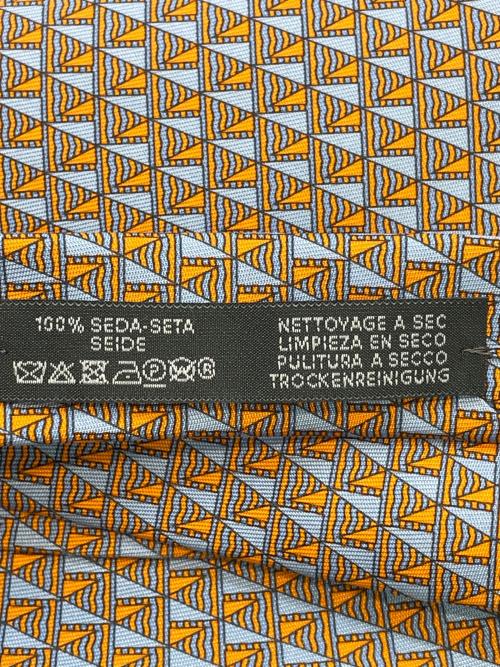 100% SEDA-SETA
SEIDE
P W R
NETTOYAGE A SEC
LIMPIEZA EN SECO
PULITURA A SECCO
TROCKENREINIGUNG